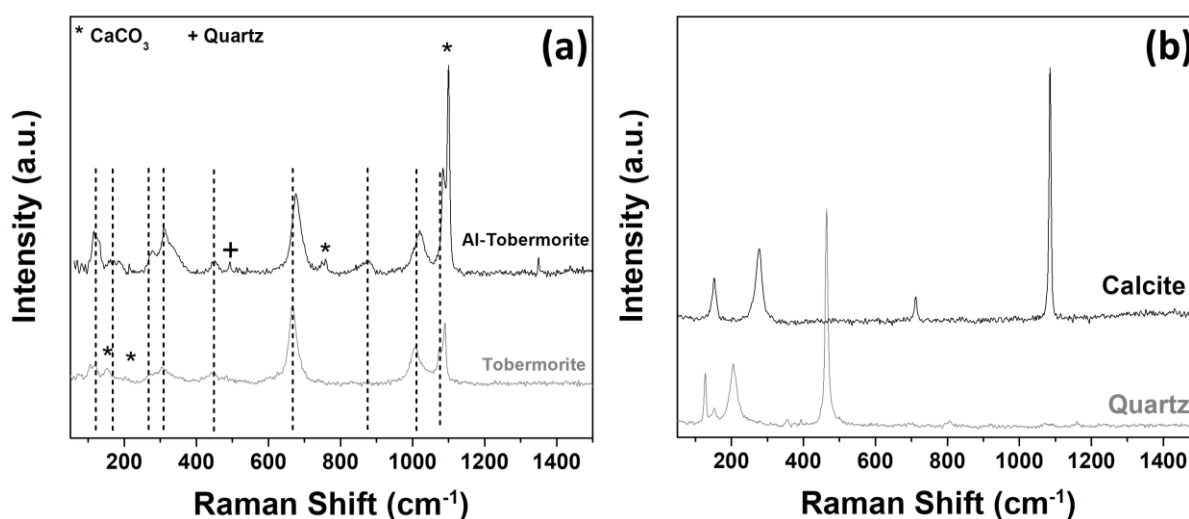 * CaCO₃ + Quartz
(a)
*
+
*
Al-Tobermorite
* *
Tobermorite
Intensity (a.u.)
200 400 600 800 1000 1200 1400
Raman Shift (cm⁻¹)
(b)
Calcite
Quartz
Intensity (a.u.)
200 400 600 800 1000 1200 1400
Raman Shift (cm⁻¹)